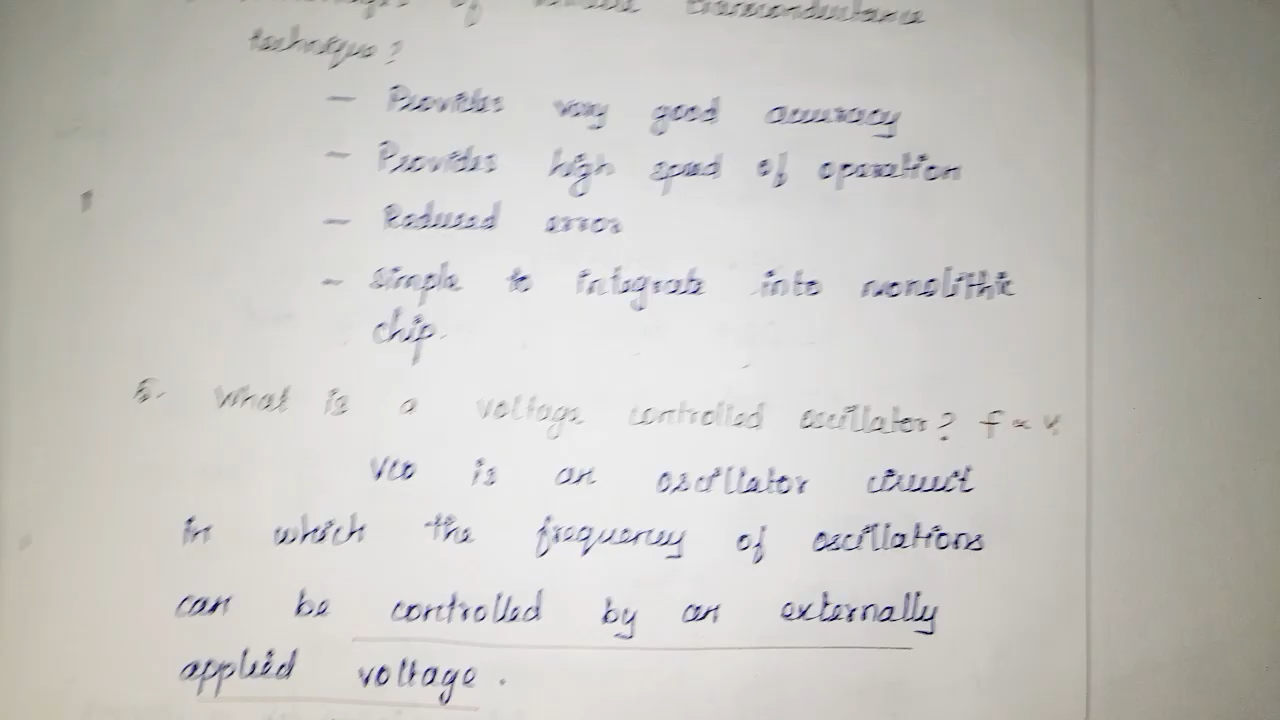 of transconductance
technique?
- Provides very good accuracy
- Provides high speed of operation
- Reduced error
- Simple to integrate into monolithic
chip.
5. What is a voltage controlled oscillator? f ∝ V
VCO is an oscillator circuit
in which the frequency of oscillations
can be controlled by an externally
applied voltage.